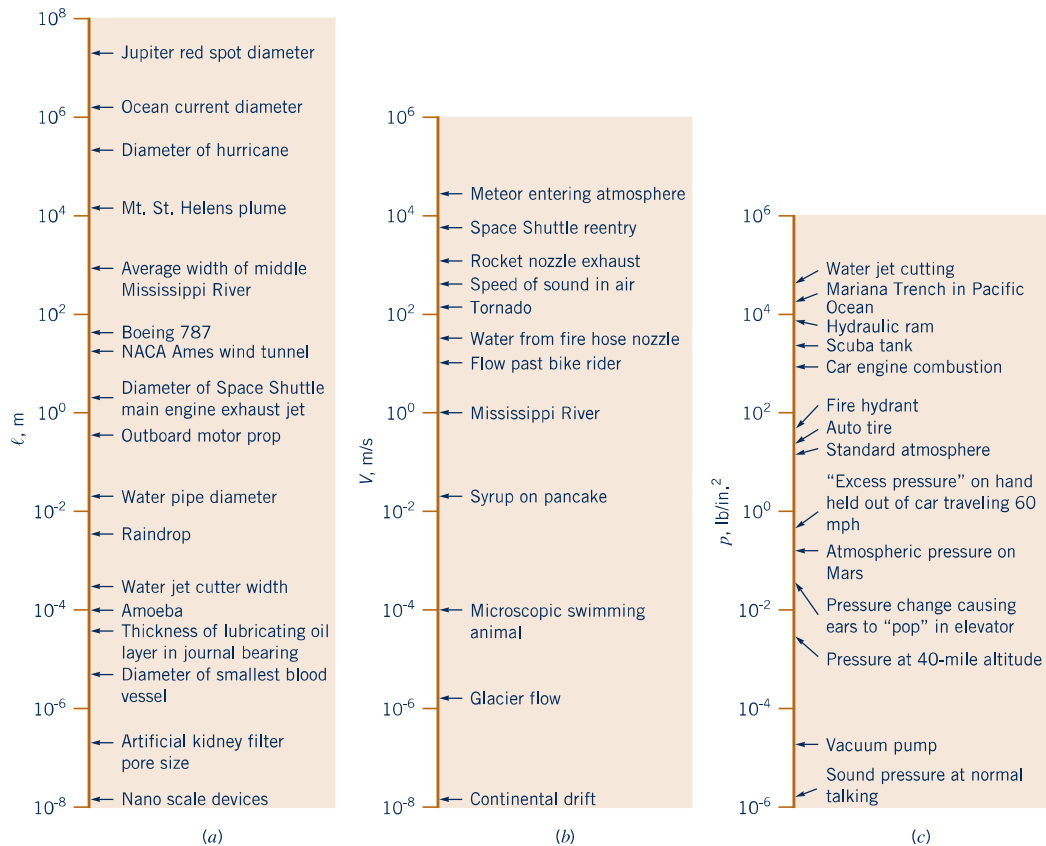 10^8
Jupiter red spot diameter
Ocean current diameter
10^6
Diameter of hurricane
Mt. St. Helens plume
10^4
Average width of middle
Mississippi River
10^2
Boeing 787
NACA Ames wind tunnel
Diameter of Space Shuttle
main engine exhaust jet
10^0
Outboard motor prop
ℓ, m
Water pipe diameter
10^-2
Raindrop
Water jet cutter width
10^-4
Amoeba
Thickness of lubricating oil
layer in journal bearing
Diameter of smallest blood
vessel
10^-6
Artificial kidney filter
pore size
Nano scale devices
10^-8
(a)
10^6
Meteor entering atmosphere
10^4
Space Shuttle reentry
Rocket nozzle exhaust
Speed of sound in air
Tornado
10^2
Water from fire hose nozzle
Flow past bike rider
10^0
Mississippi River
V, m/s
Syrup on pancake
10^-2
10^-4
Microscopic swimming
animal
Glacier flow
10^-6
Continental drift
10^-8
(b)
10^6
Water jet cutting
Mariana Trench in Pacific
Ocean
10^4
Hydraulic ram
Scuba tank
Car engine combustion
Fire hydrant
10^2
Auto tire
Standard atmosphere
“Excess pressure” on hand
held out of car traveling 60
mph
10^0
p, lb/in.^2
Atmospheric pressure on
Mars
Pressure change causing
ears to “pop” in elevator
10^-2
Pressure at 40-mile altitude
10^-4
Vacuum pump
Sound pressure at normal
talking
10^-6
(c)